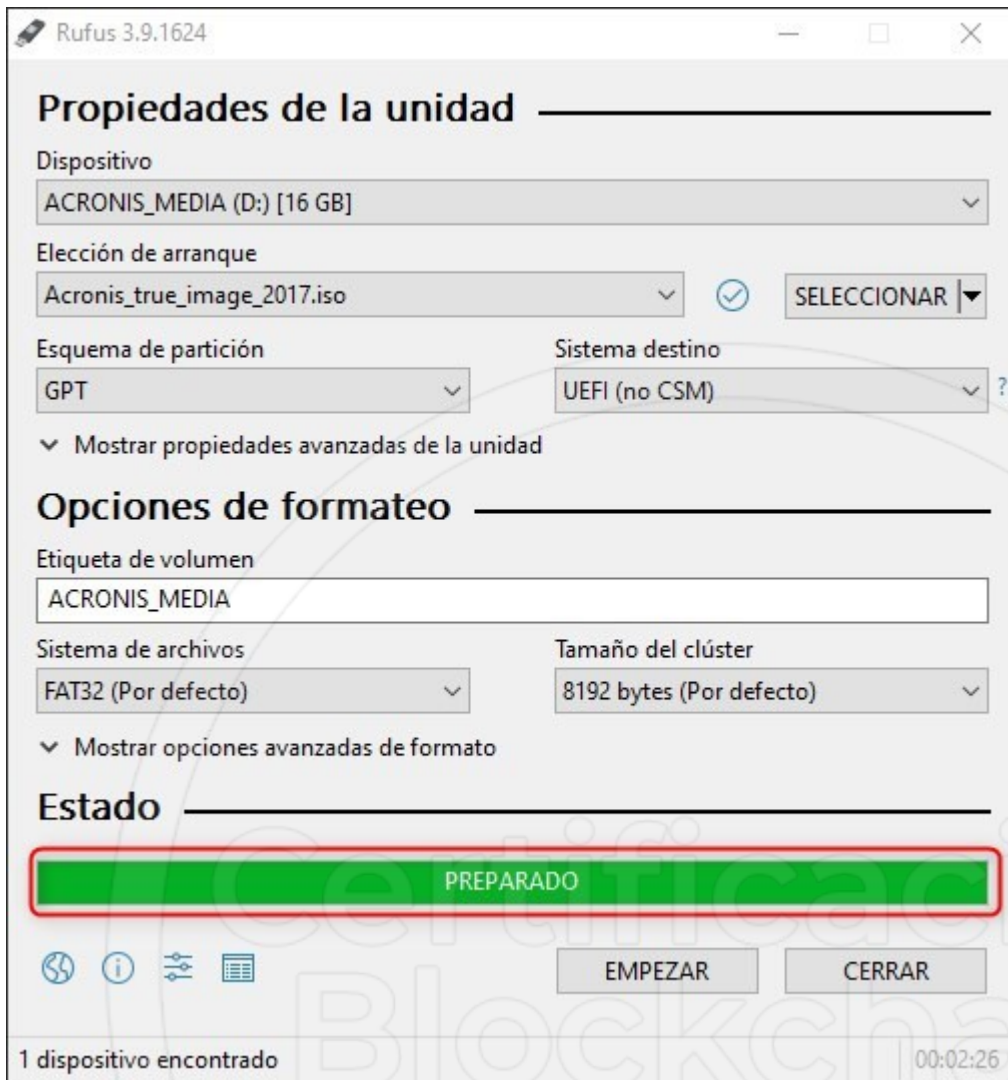 Rufus 3.9.1624
Propiedades de la unidad
Dispositivo
ACRONIS_MEDIA (D:) [16 GB]
Elección de arranque
Acronis_true_image_2017.iso
SELECCIONAR
Esquema de partición Sistema destino
GPT UEFI (no CSM) ?
Mostrar propiedades avanzadas de la unidad
Opciones de formateo
Etiqueta de volumen
ACRONIS_MEDIA
Sistema de archivos Tamaño del clúster
FAT32 (Por defecto) 8192 bytes (Por defecto)
Mostrar opciones avanzadas de formato
Estado
PREPARADO
EMPEZAR CERRAR
1 dispositivo encontrado 00:02:26
Certificaci
Blockcha